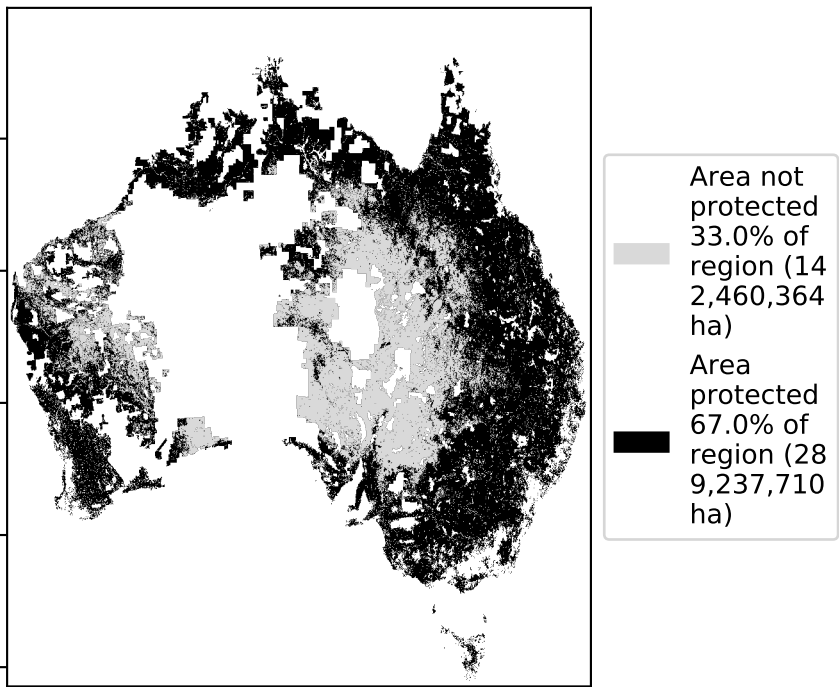 Area not
protected
33.0% of
region (14
2,460,364
ha)
Area
protected
67.0% of
region (28
9,237,710
ha)